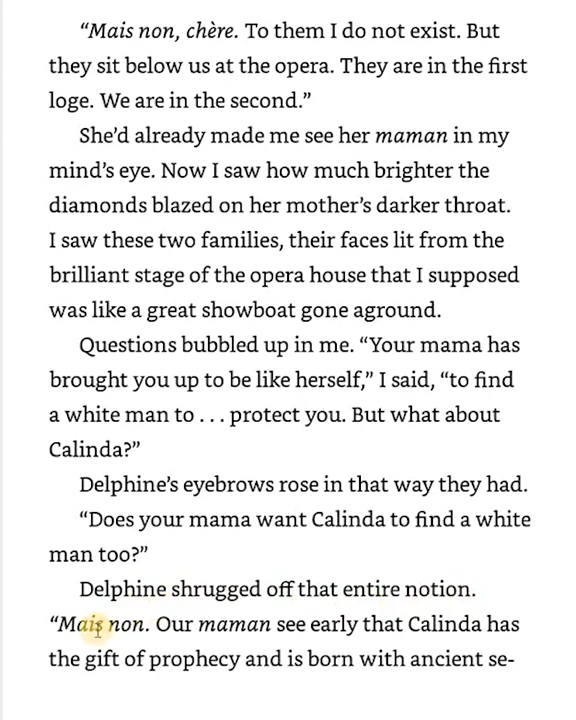 “Mais non, chère. To them I do not exist. But
they sit below us at the opera. They are in the first
loge. We are in the second.”
She’d already made me see her maman in my
mind’s eye. Now I saw how much brighter the
diamonds blazed on her mother’s darker throat.
I saw these two families, their faces lit from the
brilliant stage of the opera house that I supposed
was like a great showboat gone aground.
Questions bubbled up in me. “Your mama has
brought you up to be like herself,” I said, “to find
a white man to . . . protect you. But what about
Calinda?”
Delphine’s eyebrows rose in that way they had.
“Does your mama want Calinda to find a white
man too?”
Delphine shrugged off that entire notion.
“Mais non. Our maman see early that Calinda has
the gift of prophecy and is born with ancient se-